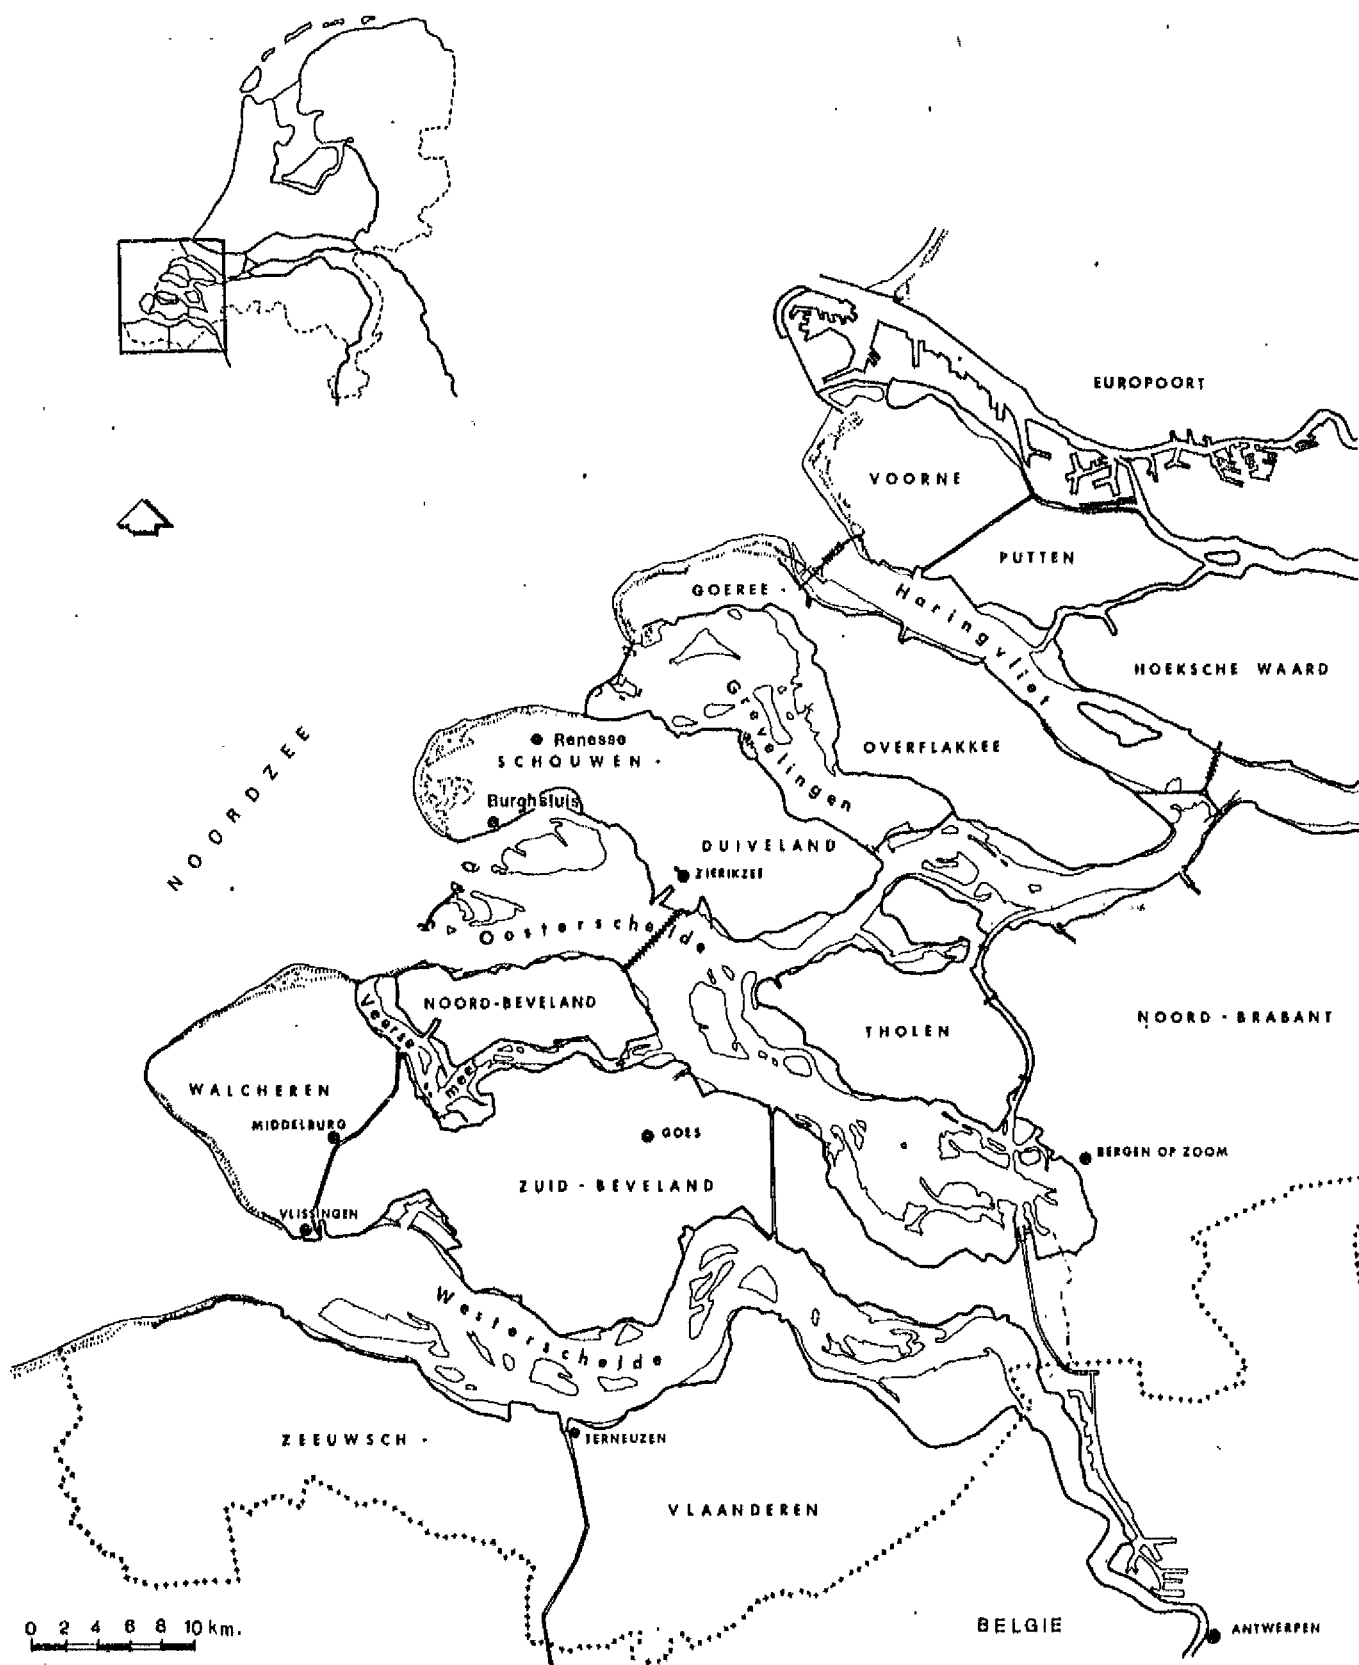 EUROPOORT
VOORNE
PUTTEN
GOEREE -
Haringvliet
HOEKSCHE WAARD
Grevelingen
Renesse
SCHOUWEN -
OVERFLAKKEE
NOORDZEE
Burghsluis
DUIVELAND
ZIERIKZEE
Oosterschelde
NOORD-BEVELAND
Veerse meer
THOLEN
NOORD - BRABANT
WALCHEREN
MIDDELBURG
GOES
BERGEN OP ZOOM
ZUID - BEVELAND
VLISSINGEN
Westerschelde
ZEEUWSCH -
TERNEUZEN
VLAANDEREN
BELGIE
ANTWERPEN
0 2 4 6 8 10 km.